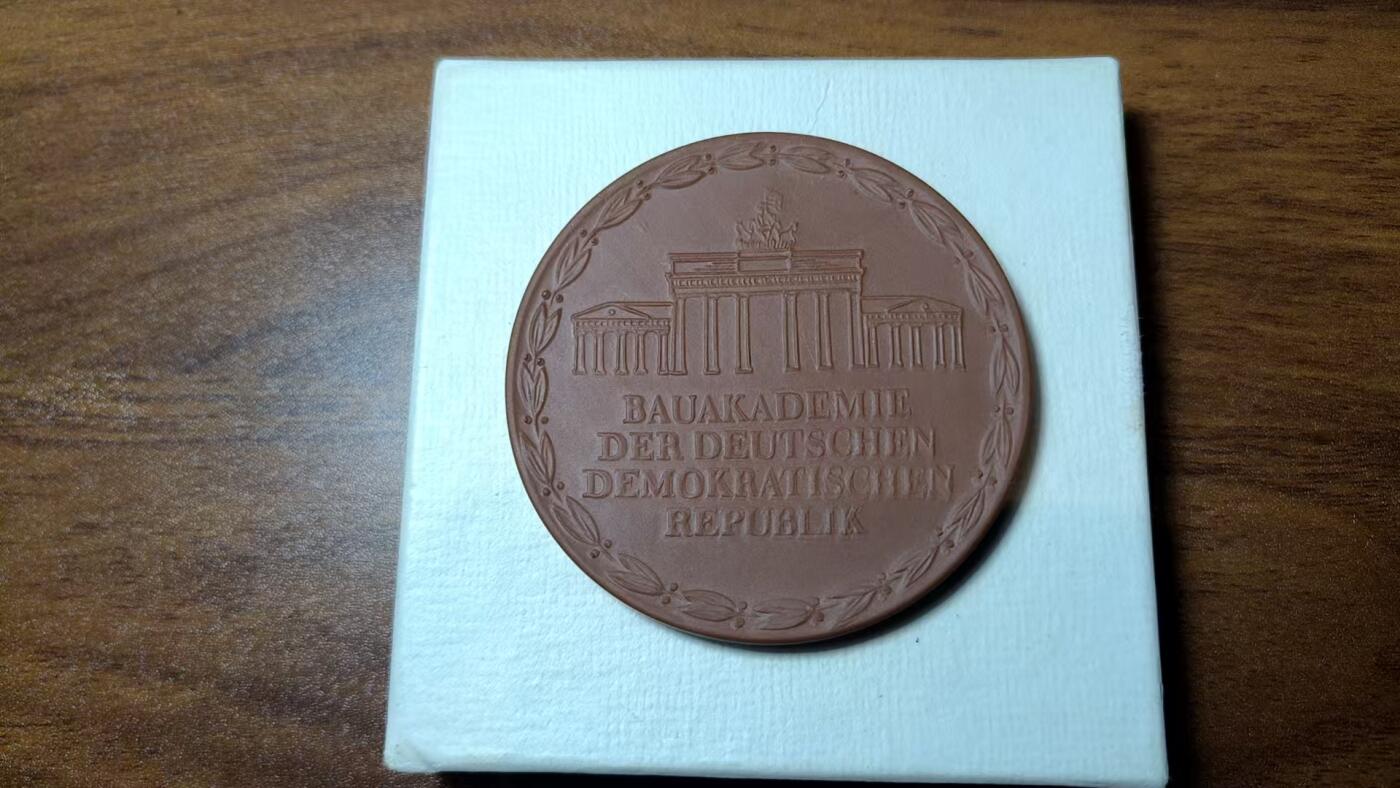 BAUAKADEMIE
DER DEUTSCHEN
DEMOKRATISCHEN
REPUBLIK